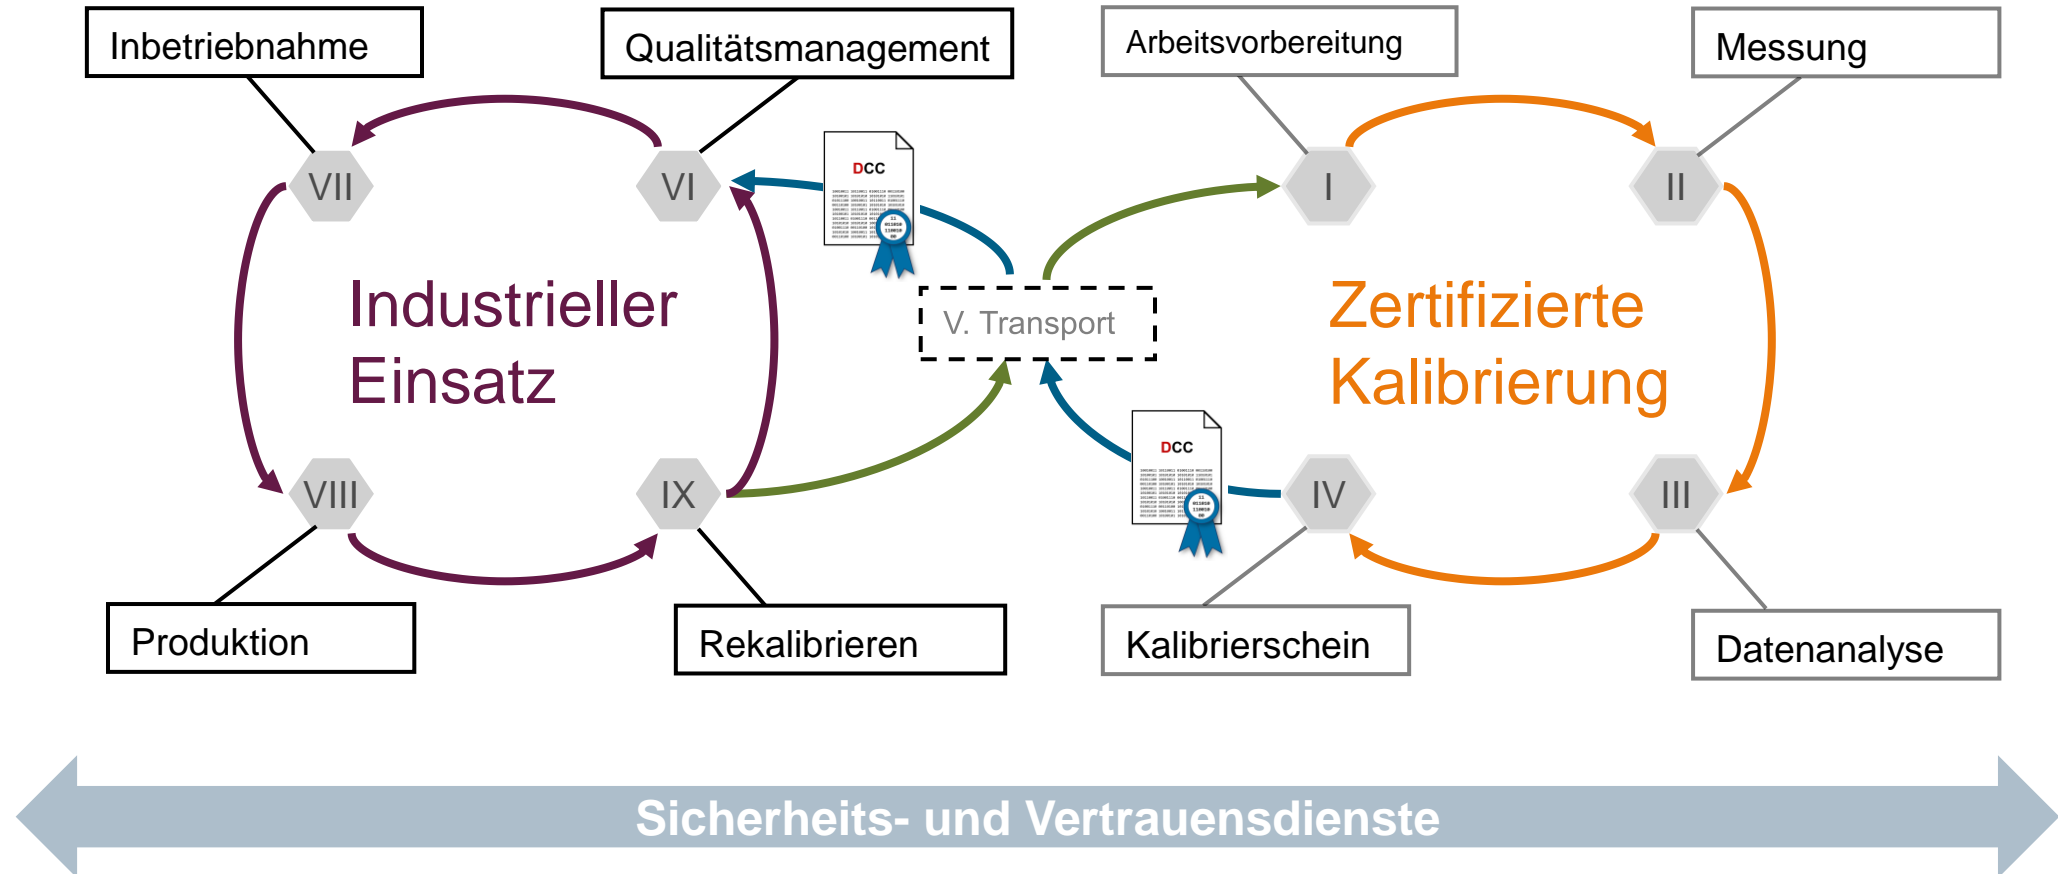 Inbetriebnahme
Qualitätsmanagement
Arbeitsvorbereitung
Messung
DCC
VII
VI
I
II
Industrieller
Einsatz
V. Transport
Zertifizierte
Kalibrierung
DCC
VIII
IX
IV
III
Produktion
Rekalibrieren
Kalibrierschein
Datenanalyse
Sicherheits- und Vertrauensdienste